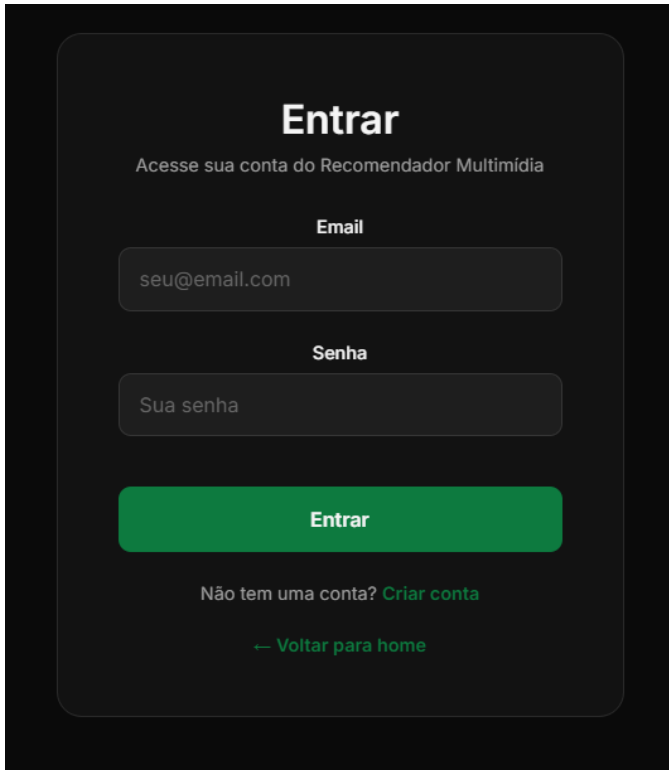 Entrar
Acesse sua conta do Recomendador Multimídia
Email
seu@email.com
Senha
Sua senha
Entrar
Não tem uma conta? Criar conta
← Voltar para home